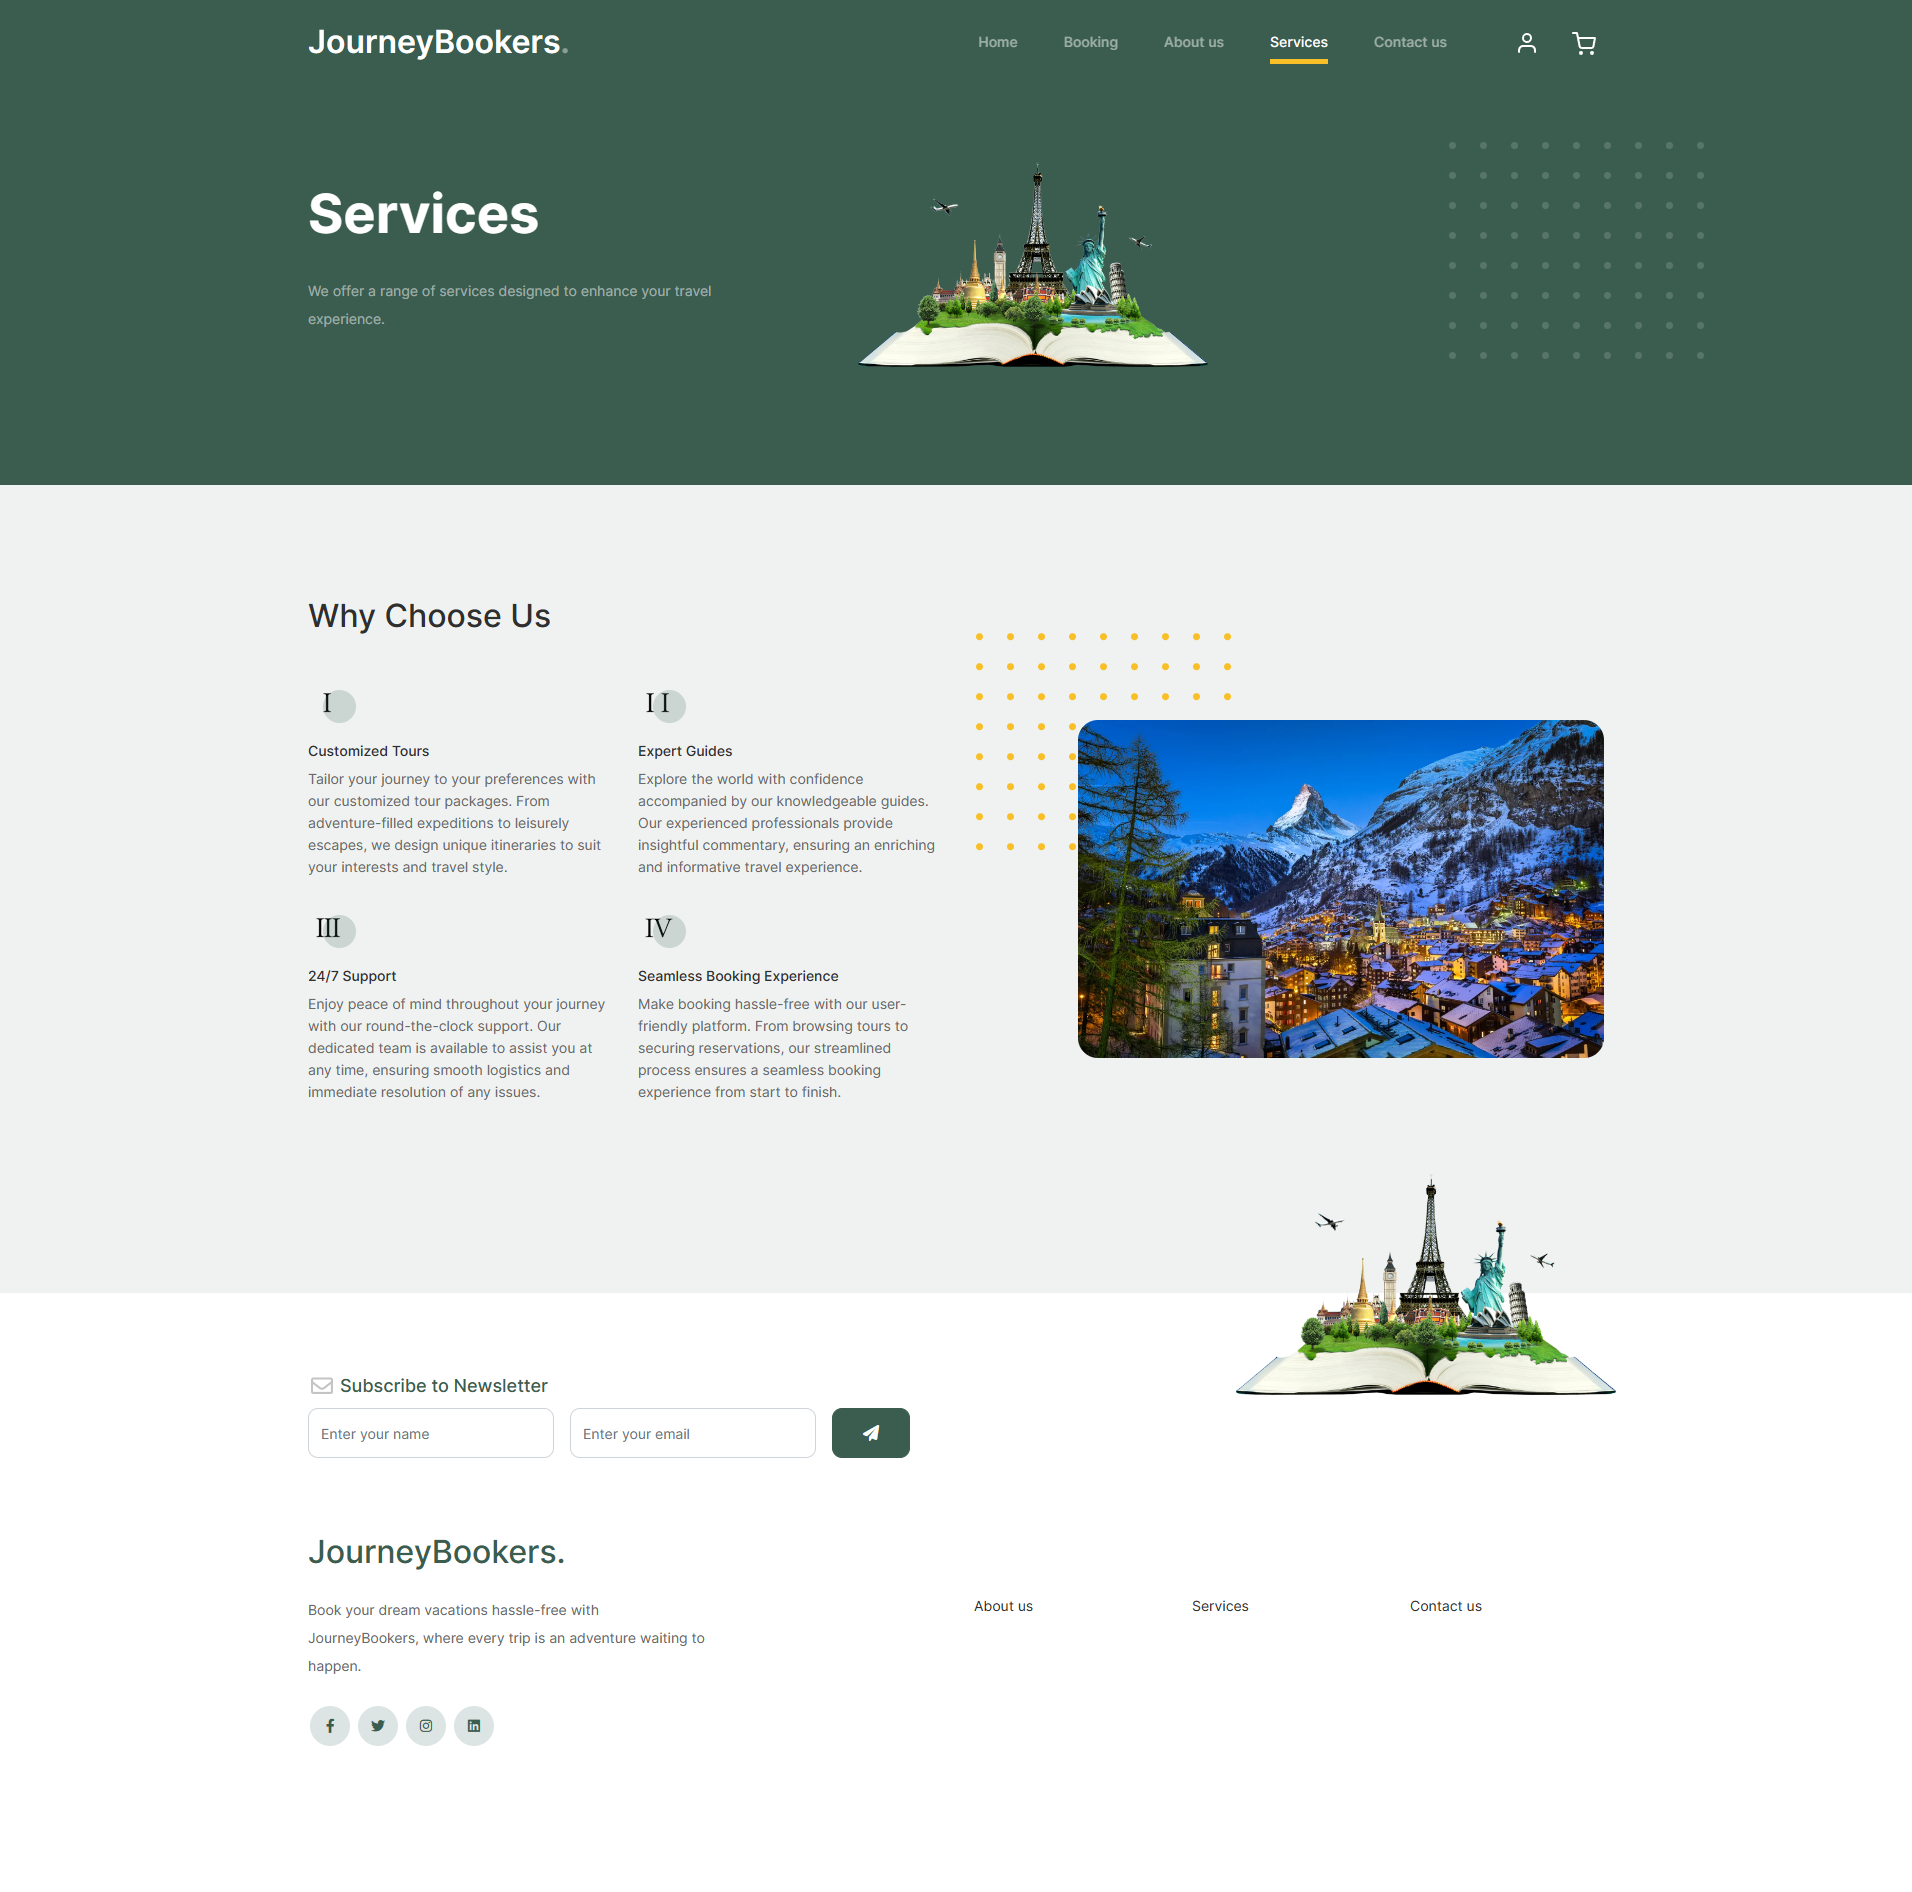 JourneyBookers.
Home
Booking
About us
Services
Contact us
Services
We offer a range of services designed to enhance your travel
experience.
Why Choose Us
I
Customized Tours
Tailor your journey to your preferences with
our customized tour packages. From
adventure-filled expeditions to leisurely
escapes, we design unique itineraries to suit
your interests and travel style.
II
Expert Guides
Explore the world with confidence
accompanied by our knowledgeable guides.
Our experienced professionals provide
insightful commentary, ensuring an enriching
and informative travel experience.
III
24/7 Support
Enjoy peace of mind throughout your journey
with our round-the-clock support. Our
dedicated team is available to assist you at
any time, ensuring smooth logistics and
immediate resolution of any issues.
IV
Seamless Booking Experience
Make booking hassle-free with our user-
friendly platform. From browsing tours to
securing reservations, our streamlined
process ensures a seamless booking
experience from start to finish.
Subscribe to Newsletter
Enter your name
Enter your email
JourneyBookers.
Book your dream vacations hassle-free with
JourneyBookers, where every trip is an adventure waiting to
happen.
About us
Services
Contact us